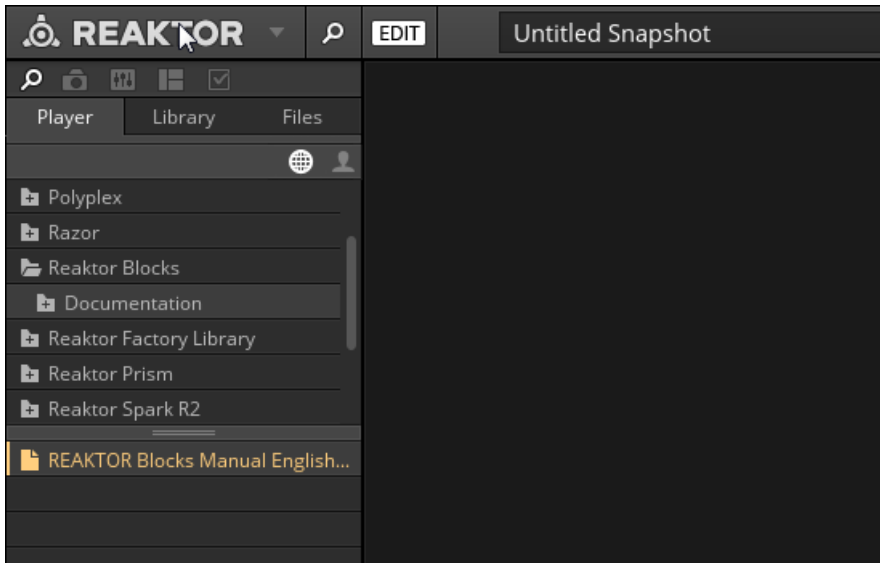 REAKTOR EDIT Untitled Snapshot
Player Library Files
Polyplex
Razor
Reaktor Blocks
Documentation
Reaktor Factory Library
Reaktor Prism
Reaktor Spark R2
REAKTOR Blocks Manual English...